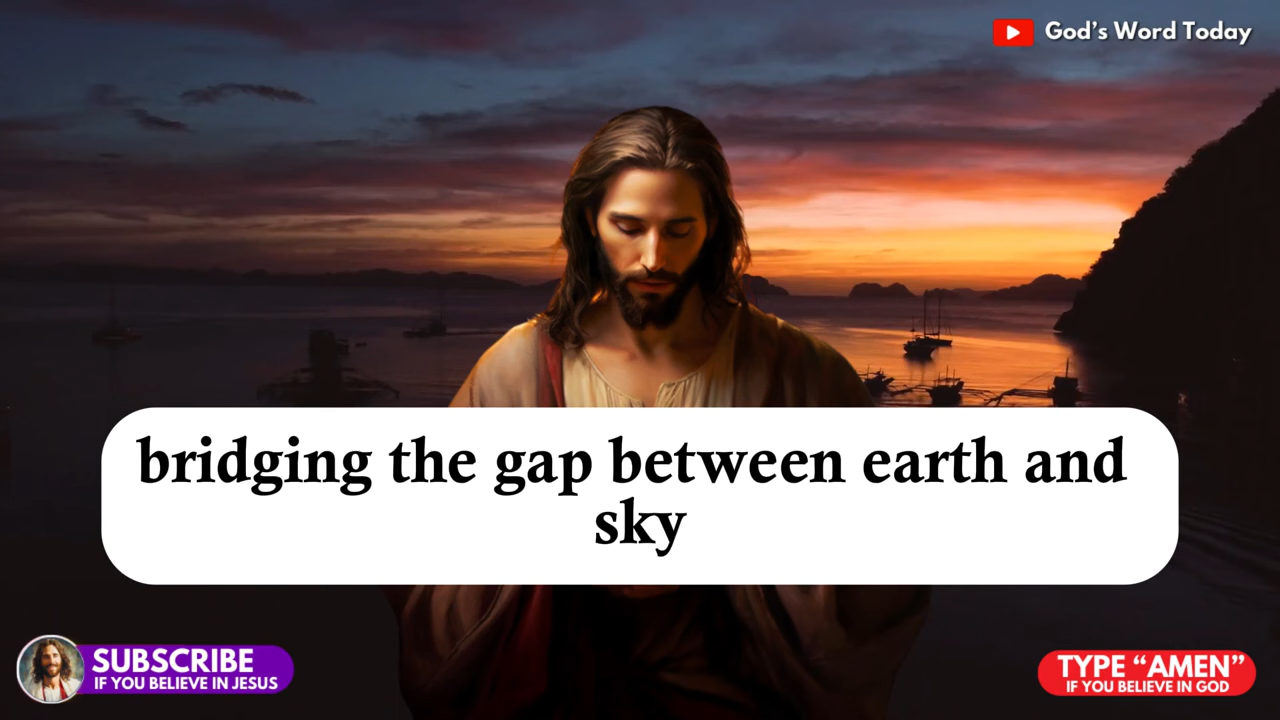 God's Word Today
bridging the gap between earth and
sky
SUBSCRIBE
IF YOU BELIEVE IN JESUS
TYPE “AMEN”
IF YOU BELIEVE IN GOD